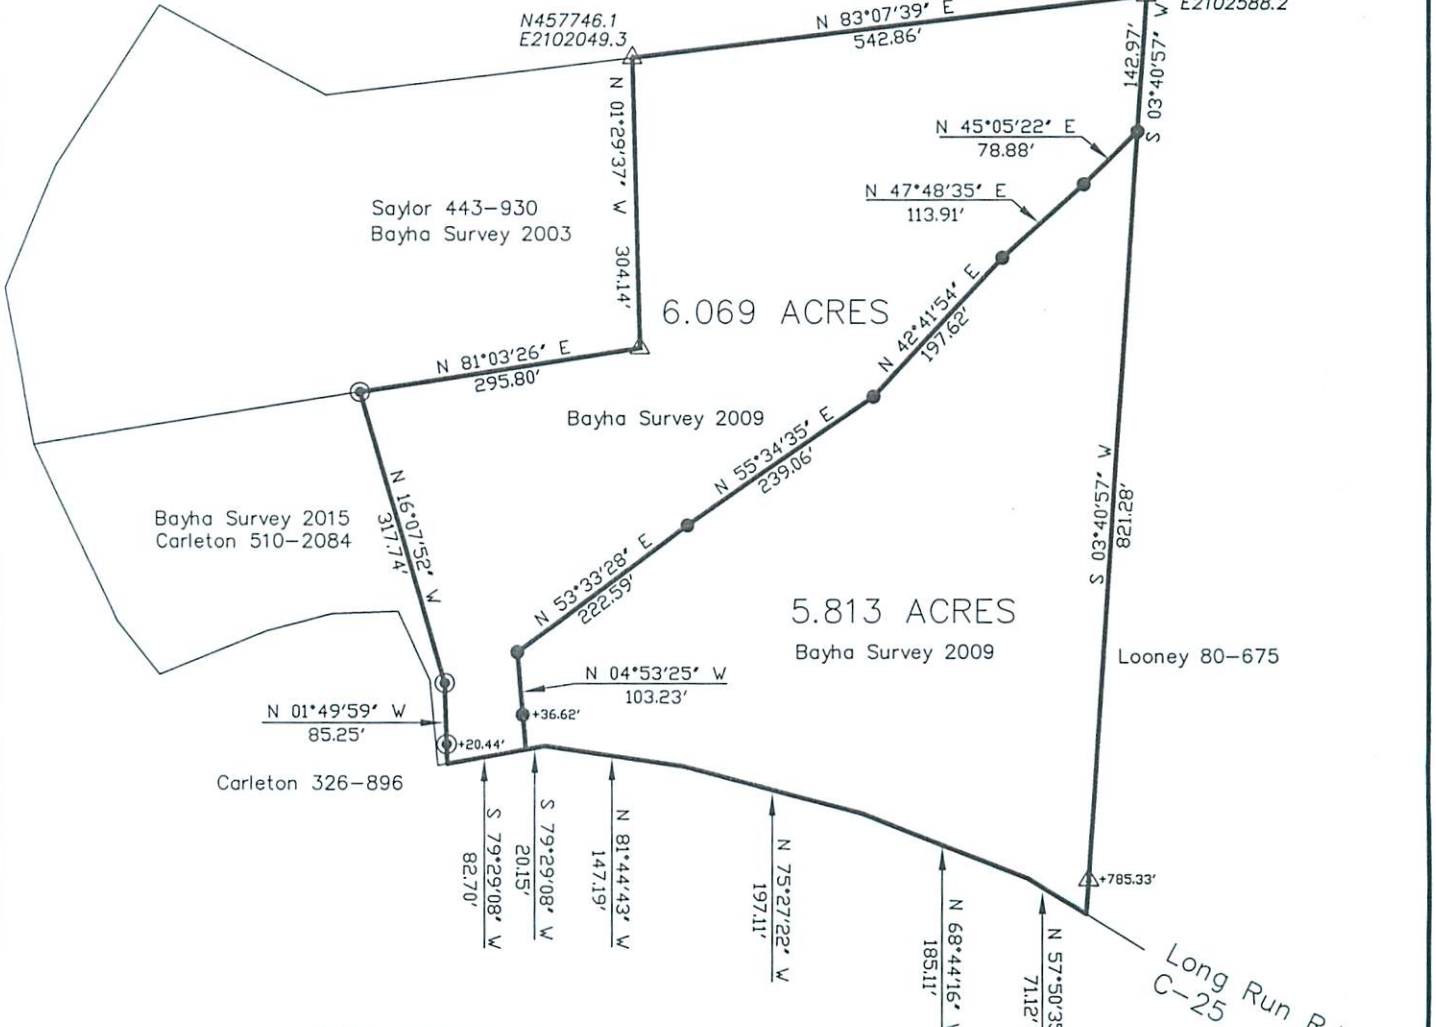 N457746.1
E2102049.3
N 83°07'39" E
542.86'
E2102588.2
142.97'
S 03°40'57" W
N 01°29'37" W 304.14'
N 45°05'22" E
78.88'
N 47°48'35" E
113.91'
Saylor 443-930
Bayha Survey 2003
6.069 ACRES
N 42°41'54" E
197.62'
N 81°03'26" E
295.80'
Bayha Survey 2009
N 55°34'35" E
239.06'
N 16°07'52" W
317.74'
Bayha Survey 2015
Carleton 510-2084
S 03°40'57" W
821.28'
N 53°33'28" E
222.59'
5.813 ACRES
Bayha Survey 2009
Looney 80-675
N 04°53'25" W
103.23'
+36.62'
N 01°49'59" W
85.25'
+20.44'
Carleton 326-896
S 79°29'08" W
82.70'
S 79°29'08" W
20.15'
N 81°44'43" W
147.19'
N 75°27'22" W
197.11'
N 68°44'16" W
185.11'
N 57°50'35
71.12'
+785.33'
Long Run
C-25